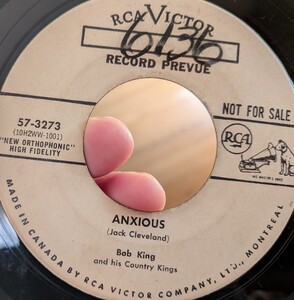 RCA VICTOR
6136
RECORD PREVUE
57-3273
(10H2WW-1001)
"NEW ORTHOPHONIC"
HIGH FIDELITY
NOT FOR SALE
RCA
ANXIOUS
(Jack Cleveland)
Bob King
and his Country Kings
MADE IN CANADA BY RCA VICTOR COMPANY, LTD., MONTREAL